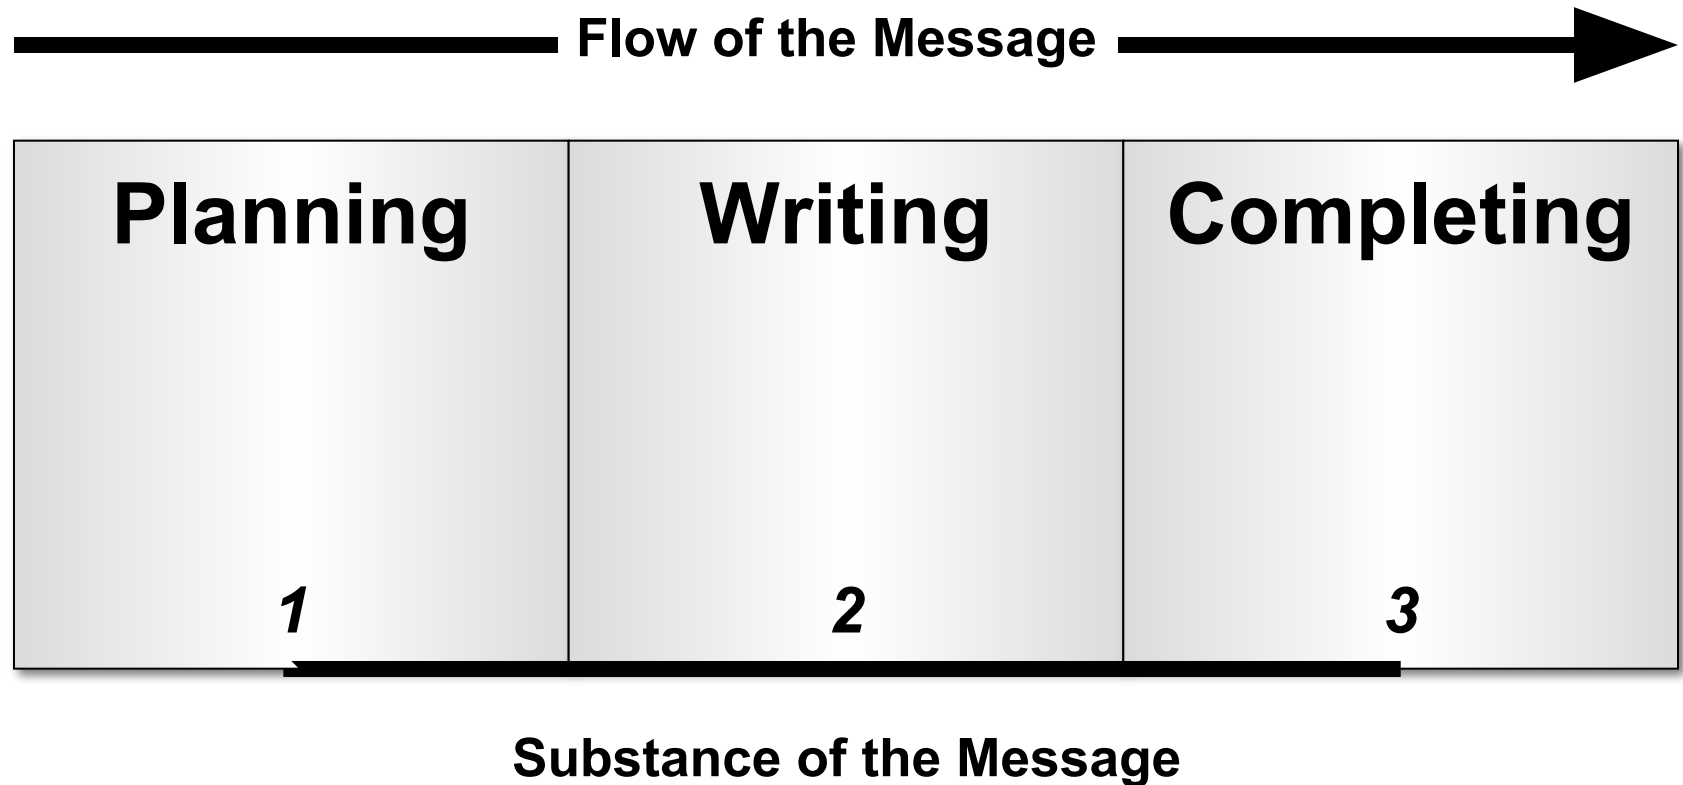 Flow of the Message
Planning Writing Completing
1 2 3
Substance of the Message